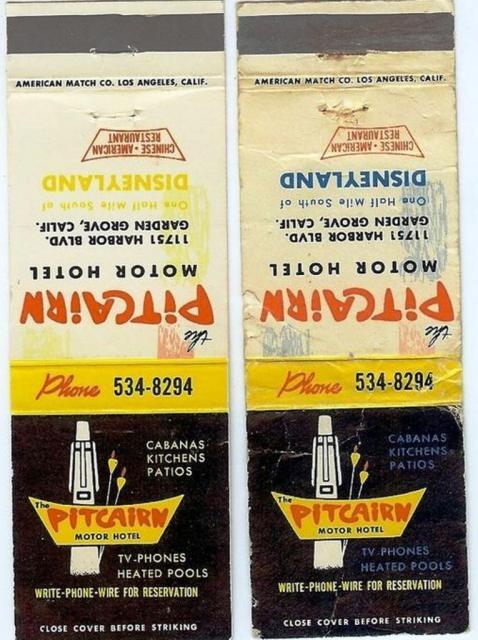 AMERICAN MATCH CO. LOS ANGELES, CALIF.
The
PiTCAiRN
MOTOR HOTEL
11751 HARBOR BLVD.
GARDEN GROVE, CALIF.
One Half Mile South of
DISNEYLAND
CHINESE • AMERICAN
RESTAURANT
Phone 534-8294
CABANAS
KITCHENS
PATIOS
The
PiTCAiRN
MOTOR HOTEL
TV-PHONES
HEATED POOLS
WRITE-PHONE-WIRE FOR RESERVATION
CLOSE COVER BEFORE STRIKING
AMERICAN MATCH CO. LOS ANGELES, CALIF.
The
PiTCAiRN
MOTOR HOTEL
11751 HARBOR BLVD.
GARDEN GROVE, CALIF.
One Half Mile South of
DISNEYLAND
CHINESE • AMERICAN
RESTAURANT
Phone 534-8294
CABANAS
KITCHENS
PATIOS
The
PiTCAiRN
MOTOR HOTEL
TV-PHONES
HEATED POOLS
WRITE-PHONE-WIRE FOR RESERVATION
CLOSE COVER BEFORE STRIKING